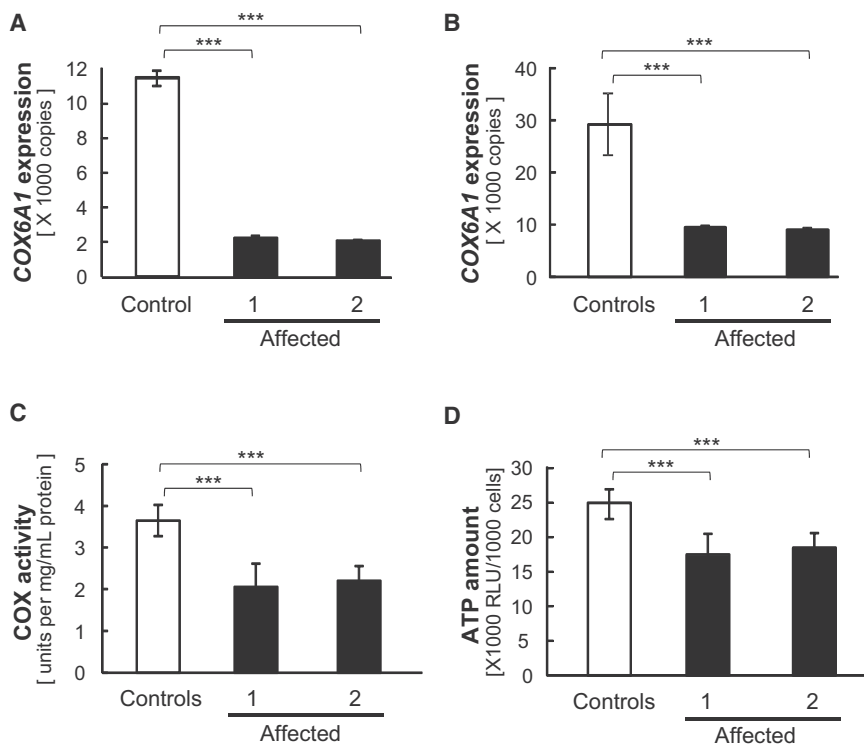 A
***
***
COX6A1 expression
[ X 1000 copies ]
12
10
8
6
4
2
0
Control
1
2
Affected
B
***
***
COX6A1 expression
[ X 1000 copies ]
40
30
20
10
0
Controls
1
2
Affected
C
***
***
COX activity
[ units per mg/mL protein ]
5
4
3
2
1
0
Controls
1
2
Affected
D
***
***
ATP amount
[X1000 RLU/1000 cells]
30
25
20
15
10
5
0
Controls
1
2
Affected